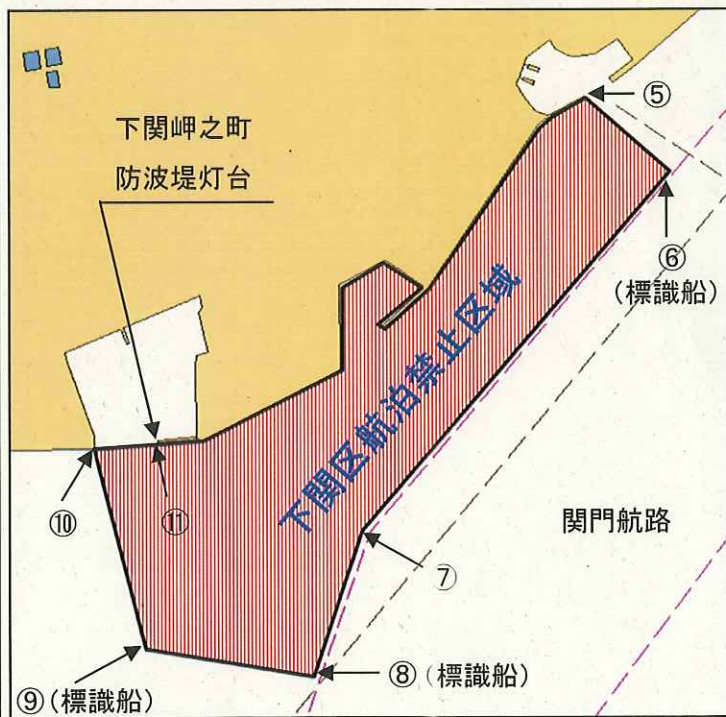 ⑤
下関岬之町
防波堤灯台
⑥
(標識船)
下関区航泊禁止区域
関門航路
⑩
⑪
⑦
⑧(標識船)
⑨(標識船)